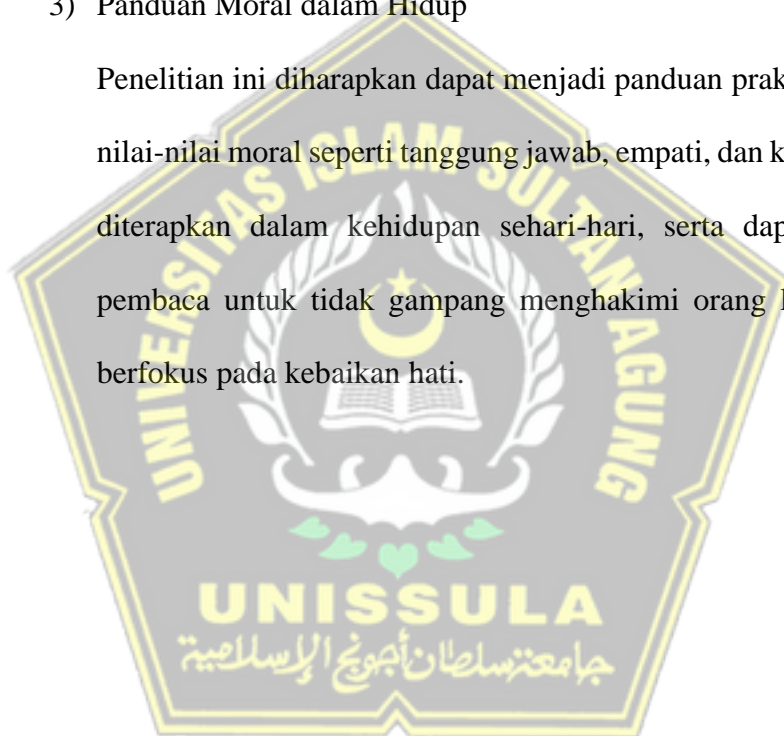 3) Panduan Moral dalam Hidup
Penelitian ini diharapkan dapat menjadi panduan
nilai-nilai moral seperti tanggung jawab, empati, dan
diterapkan dalam kehidupan sehari-hari, serta
pembaca untuk tidak gampang menghakimi orang
berfokus pada kebaikan hati.
UNIVERSITAS ISLAM SULTAN AGUNG
UNISSULA
جامعة سلطان أجونج الإسلامية